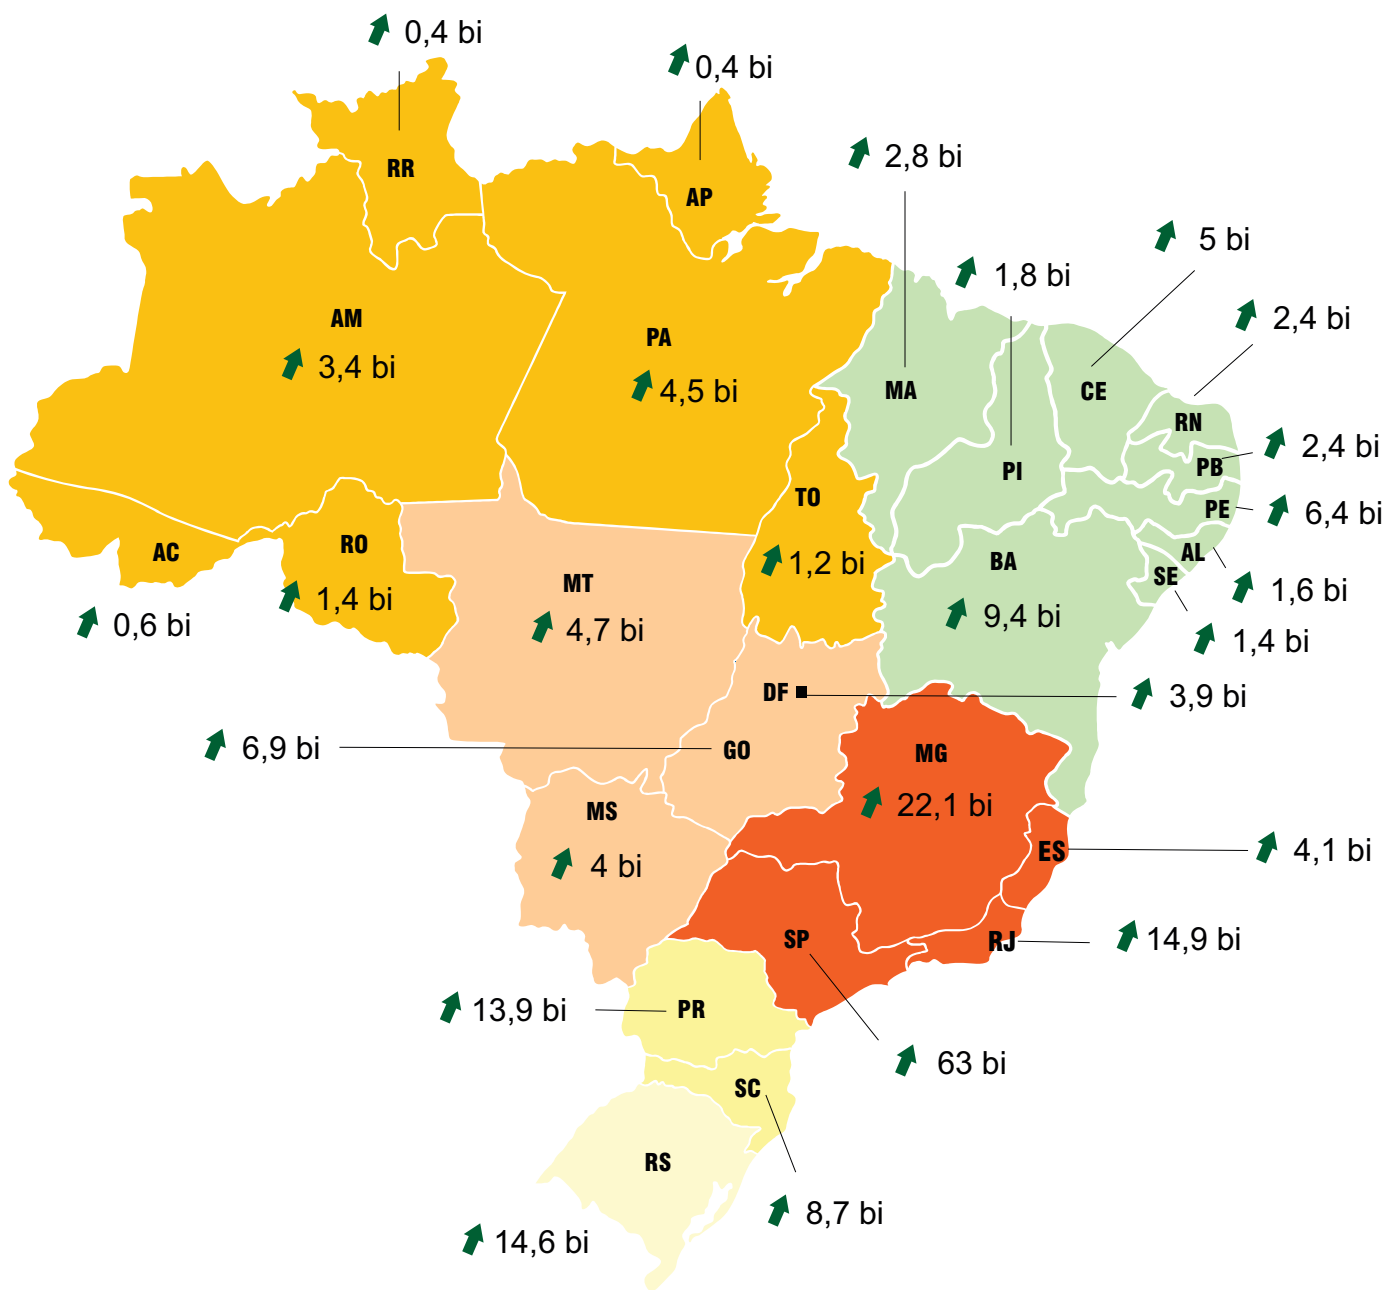 0,4 bi
0,4 bi
RR
AP
2,8 bi
5 bi
1,8 bi
2,4 bi
AM
3,4 bi
PA
4,5 bi
MA
CE
RN
2,4 bi
PB
PI
TO
1,2 bi
PE
6,4 bi
AC
0,6 bi
RO
1,4 bi
MT
4,7 bi
BA
9,4 bi
AL
1,6 bi
SE
1,4 bi
DF
3,9 bi
6,9 bi
GO
MG
22,1 bi
MS
4 bi
ES
4,1 bi
SP
RJ
14,9 bi
13,9 bi
PR
63 bi
SC
8,7 bi
RS
14,6 bi